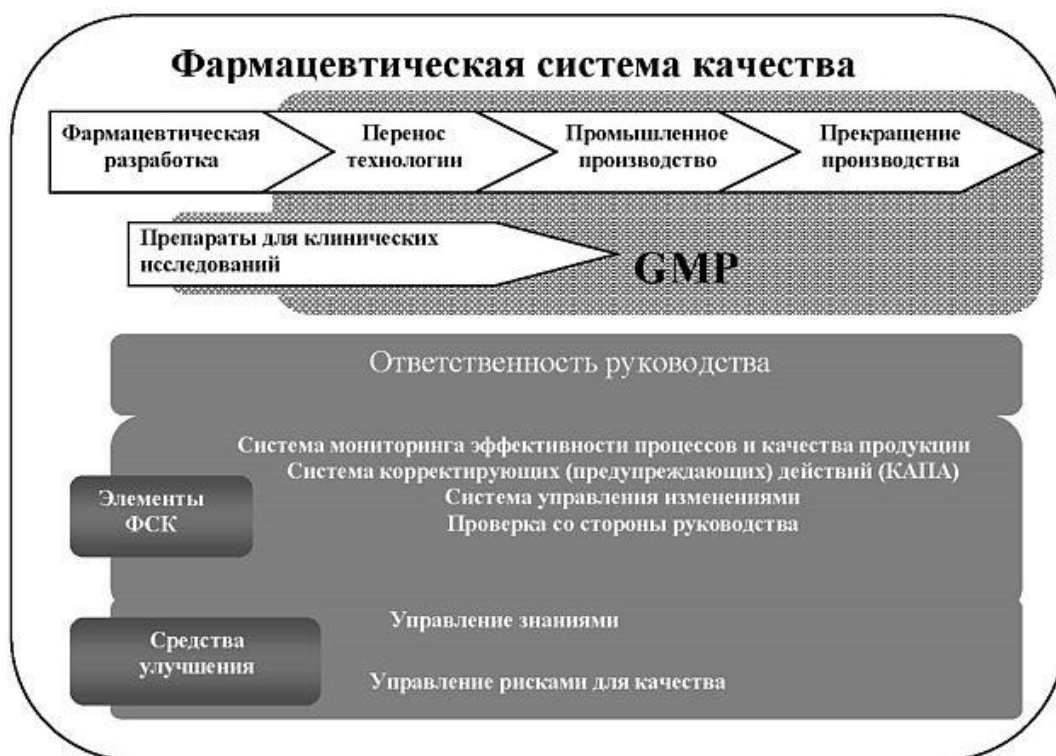 Фармацевтическая система качества
Фармацевтическая
разработка
Перенос
технологии
Промышленное
производство
Прекращение
производства
Препараты для клинических
исследований
GMP
Ответственность руководства
Система мониторинга эффективности процессов и качества продукции
Система корректирующих (предупреждающих) действий (КАПА)
Система управления изменениями
Проверка со стороны руководства
Элементы
ФСК
Управление знаниями
Средства
улучшения
Управление рисками для качества